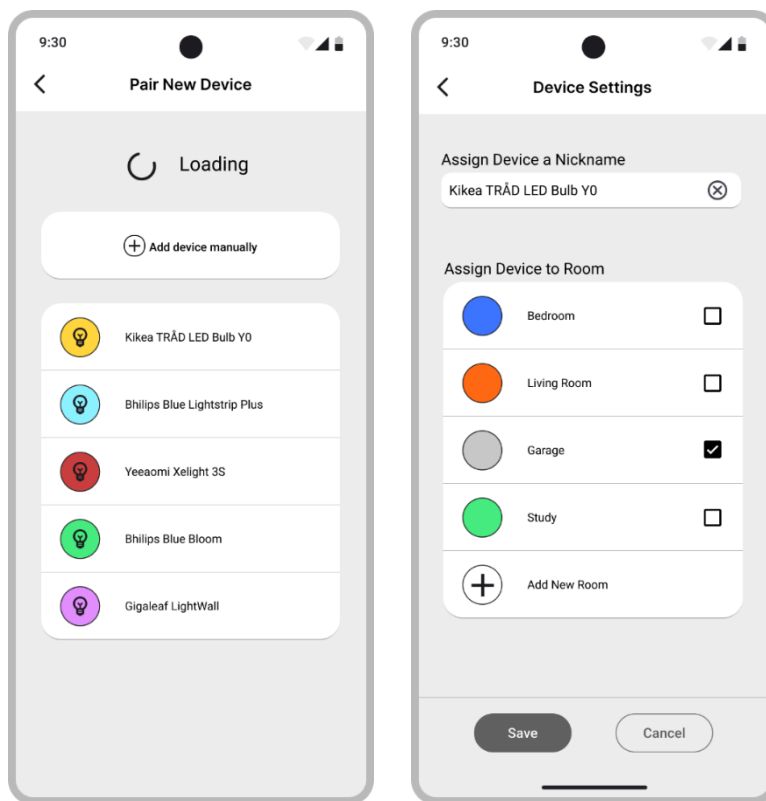 9:30
Pair New Device
Loading
Add device manually
Kikea TRÅD LED Bulb Y0
Bhilips Blue Lightstrip Plus
Yeeaomi Xelight 3S
Bhilips Blue Bloom
Gigaleaf LightWall
9:30
Device Settings
Assign Device a Nickname
Kikea TRÅD LED Bulb Y0
Assign Device to Room
Bedroom
Living Room
Garage
Study
Add New Room
Save
Cancel